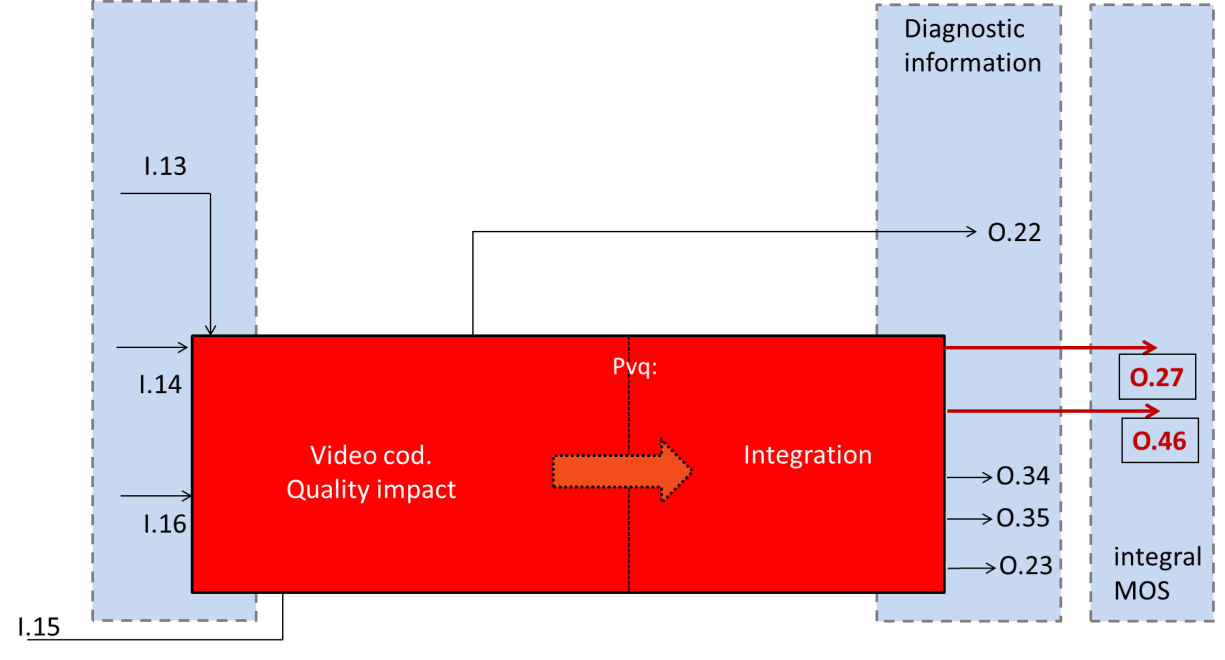 Diagnostic
information
I.13
O.22
I.14
Pvq:
O.27
O.46
Video cod.
Quality impact
Integration
O.34
I.16
O.35
O.23
integral
MOS
I.15